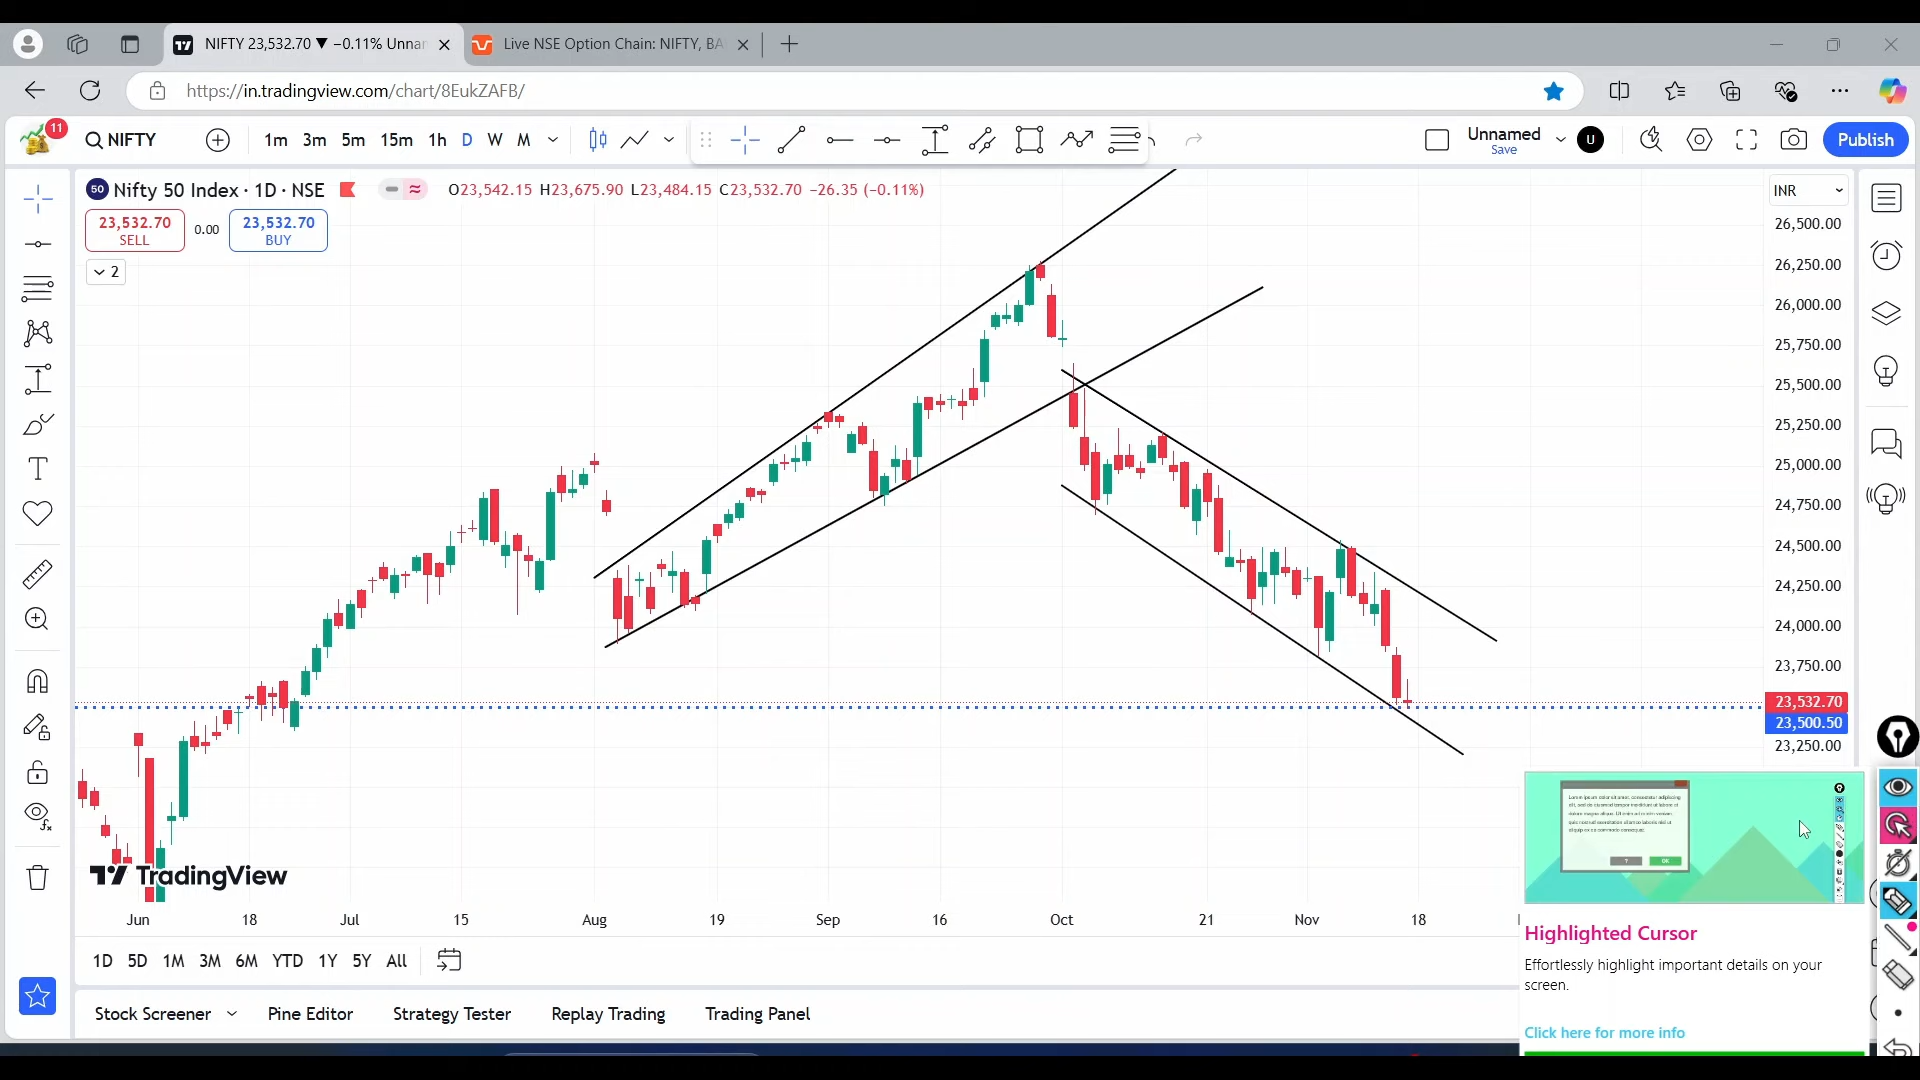 NIFTY 23,532.70 ▼ −0.11% Unnar
Live NSE Option Chain: NIFTY, BA
https://in.tradingview.com/chart/8EukZAFB/
11
NIFTY
1m 3m 5m 15m 1h D W M
Unnamed
Save
U
Publish
50 Nifty 50 Index · 1D · NSE
O23,542.15 H23,675.90 L23,484.15 C23,532.70 −26.35 (−0.11%)
INR
23,532.70
SELL
0.00
23,532.70
BUY
2
26,500.00
26,250.00
26,000.00
25,750.00
25,500.00
25,250.00
25,000.00
24,750.00
24,500.00
24,250.00
24,000.00
23,750.00
23,532.70
23,500.50
23,250.00
TradingView
Jun 18 Jul 15 Aug 19 Sep 16 Oct 21 Nov 18
1D 5D 1M 3M 6M YTD 1Y 5Y All
Stock Screener Pine Editor Strategy Tester Replay Trading Trading Panel
OK
Highlighted Cursor
Effortlessly highlight important details on your
screen.
Click here for more info